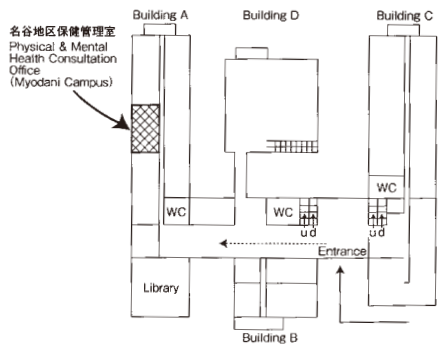 Building A
Building D
Building C
名谷地区保健管理室
Physical & Mental
Health Consultation
Office
(Myodani Campus)
WC
WC
WC
u d
u d
Entrance
Library
Building B